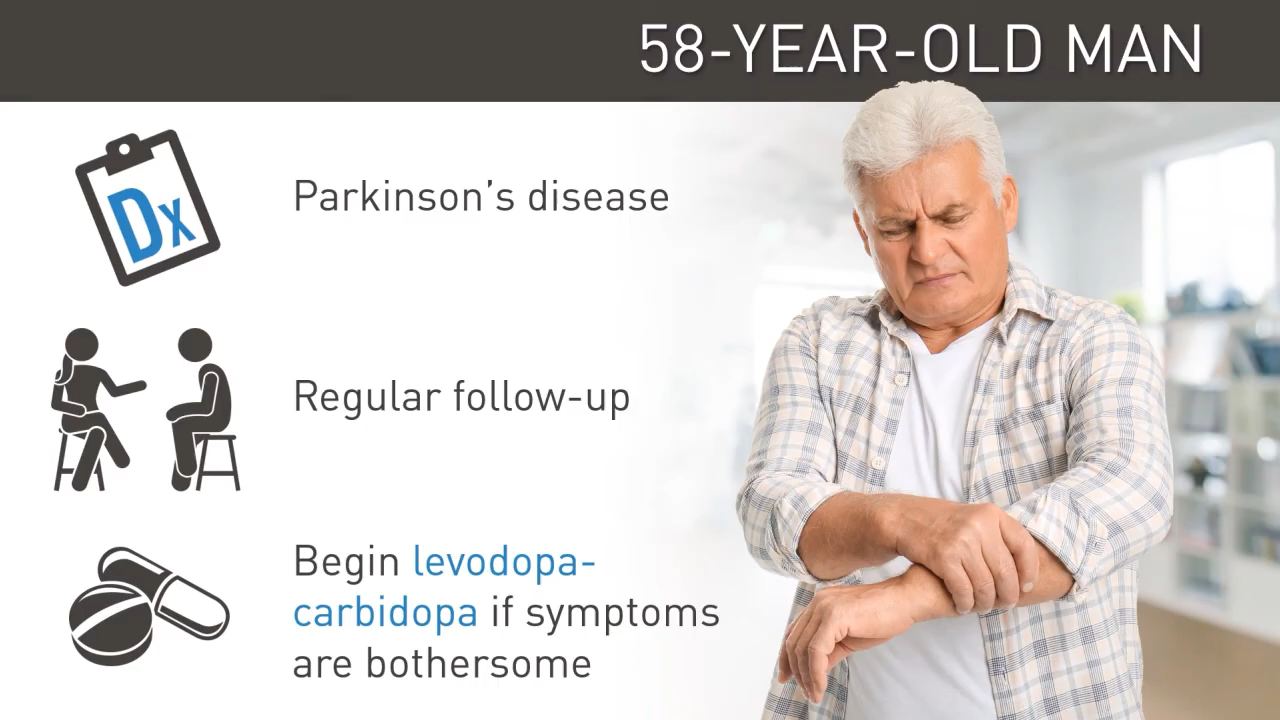 58-YEAR-OLD MAN
Dx
Parkinson’s disease
Regular follow-up
Begin levodopa-
carbidopa if symptoms
are bothersome